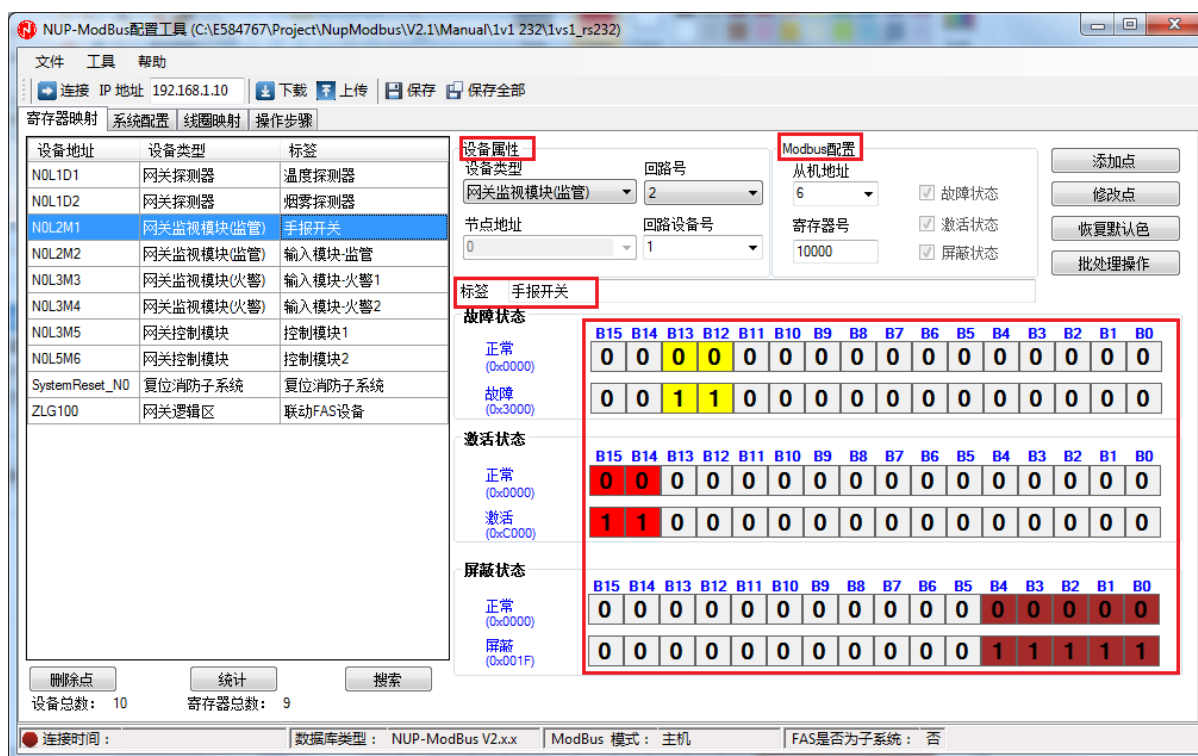 NUP-ModBus配置工具 (C:\E584767\Project\NupModbus\V2.1\Manual\1v1 232\1vs1_rs232)
文件 工具 帮助
连接 IP 地址 192.168.1.10 下载 上传 保存 保存全部
寄存器映射 系统配置 线圈映射 操作步骤
设备地址 设备类型 标签
N0L1D1 网关探测器 温度探测器
N0L1D2 网关探测器 烟雾探测器
N0L2M1 网关监视模块(监管) 手报开关
N0L2M2 网关监视模块(监管) 输入模块-监管
N0L3M3 网关监视模块(火警) 输入模块-火警1
N0L3M4 网关监视模块(火警) 输入模块-火警2
N0L3M5 网关控制模块 控制模块1
N0L5M6 网关控制模块 控制模块2
SystemReset_N0 复位消防子系统 复位消防子系统
ZLG100 网关逻辑区 联动FAS设备
删除点 统计 搜索
设备总数： 10 寄存器总数： 9
设备属性
设备类型 回路号
网关监视模块(监管) 2
节点地址 回路设备号
0 1
Modbus配置
从机地址
6 故障状态
寄存器号 激活状态
10000 屏蔽状态
添加点
修改点
恢复默认色
批处理操作
标签 手报开关
故障状态
B15 B14 B13 B12 B11 B10 B9 B8 B7 B6 B5 B4 B3 B2 B1 B0
正常 0 0 0 0 0 0 0 0 0 0 0 0 0 0 0 0
(0x0000)
故障 0 0 1 1 0 0 0 0 0 0 0 0 0 0 0 0
(0x3000)
激活状态
B15 B14 B13 B12 B11 B10 B9 B8 B7 B6 B5 B4 B3 B2 B1 B0
正常 0 0 0 0 0 0 0 0 0 0 0 0 0 0 0 0
(0x0000)
激活 1 1 0 0 0 0 0 0 0 0 0 0 0 0 0 0
(0xC000)
屏蔽状态
B15 B14 B13 B12 B11 B10 B9 B8 B7 B6 B5 B4 B3 B2 B1 B0
正常 0 0 0 0 0 0 0 0 0 0 0 0 0 0 0 0
(0x0000)
屏蔽 0 0 0 0 0 0 0 0 0 0 0 1 1 1 1 1
(0x001F)
连接时间： 数据库类型： NUP-ModBus V2.x.x ModBus 模式： 主机 FAS是否为子系统： 否